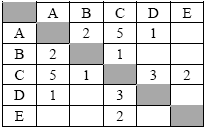 A B C D E
A 2 5 1
B 2 1
C 5 1 3 2
D 1 3
E 2